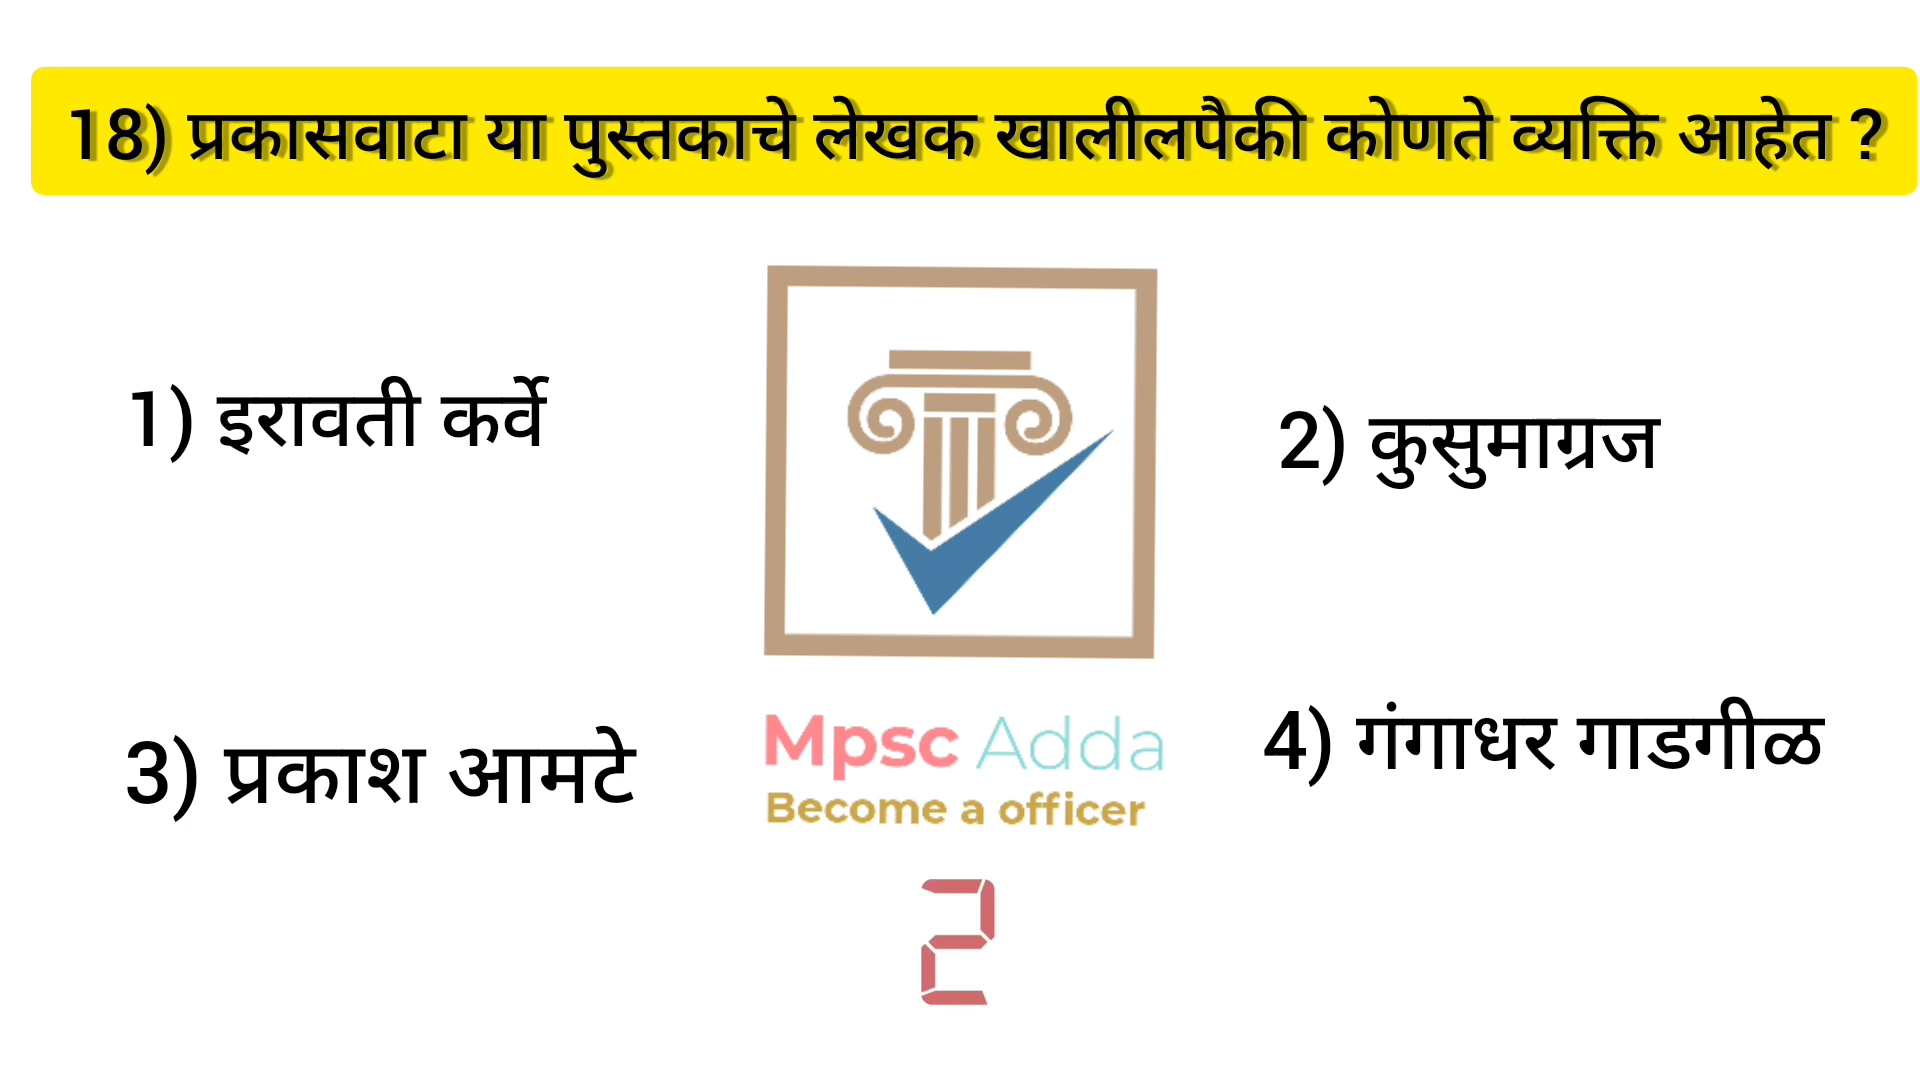 18) प्रकासवाटा या पुस्तकाचे लेखक खालीलपैकी कोणते व्यक्ति आहेत ?
1) इरावती कर्वे
2) कुसुमाग्रज
3) प्रकाश आमटे
4) गंगाधर गाडगीळ
Mpsc Adda
Become a officer
2